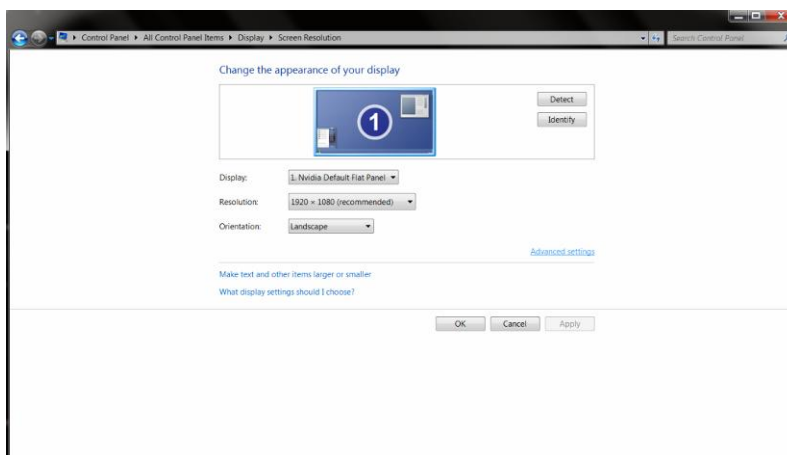 Control Panel ▸ All Control Panel Items ▸ Display ▸ Screen Resolution
Search Control Panel
Change the appearance of your display
1
Detect
Identify
Display: 1. Nvidia Default Flat Panel
Resolution: 1920 × 1080 (recommended)
Orientation: Landscape
Advanced settings
Make text and other items larger or smaller
What display settings should I choose?
OK Cancel Apply